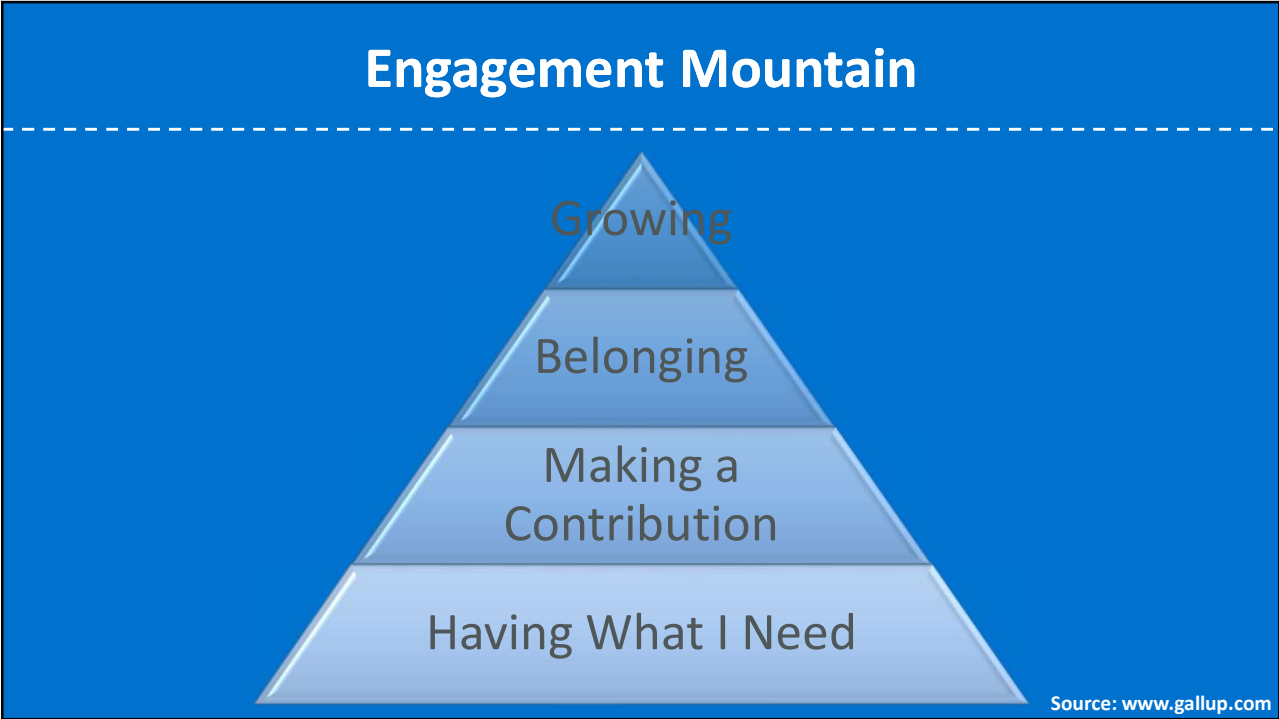 Engagement Mountain
Growing
Belonging
Making a
Contribution
Having What I Need
Source: www.gallup.com